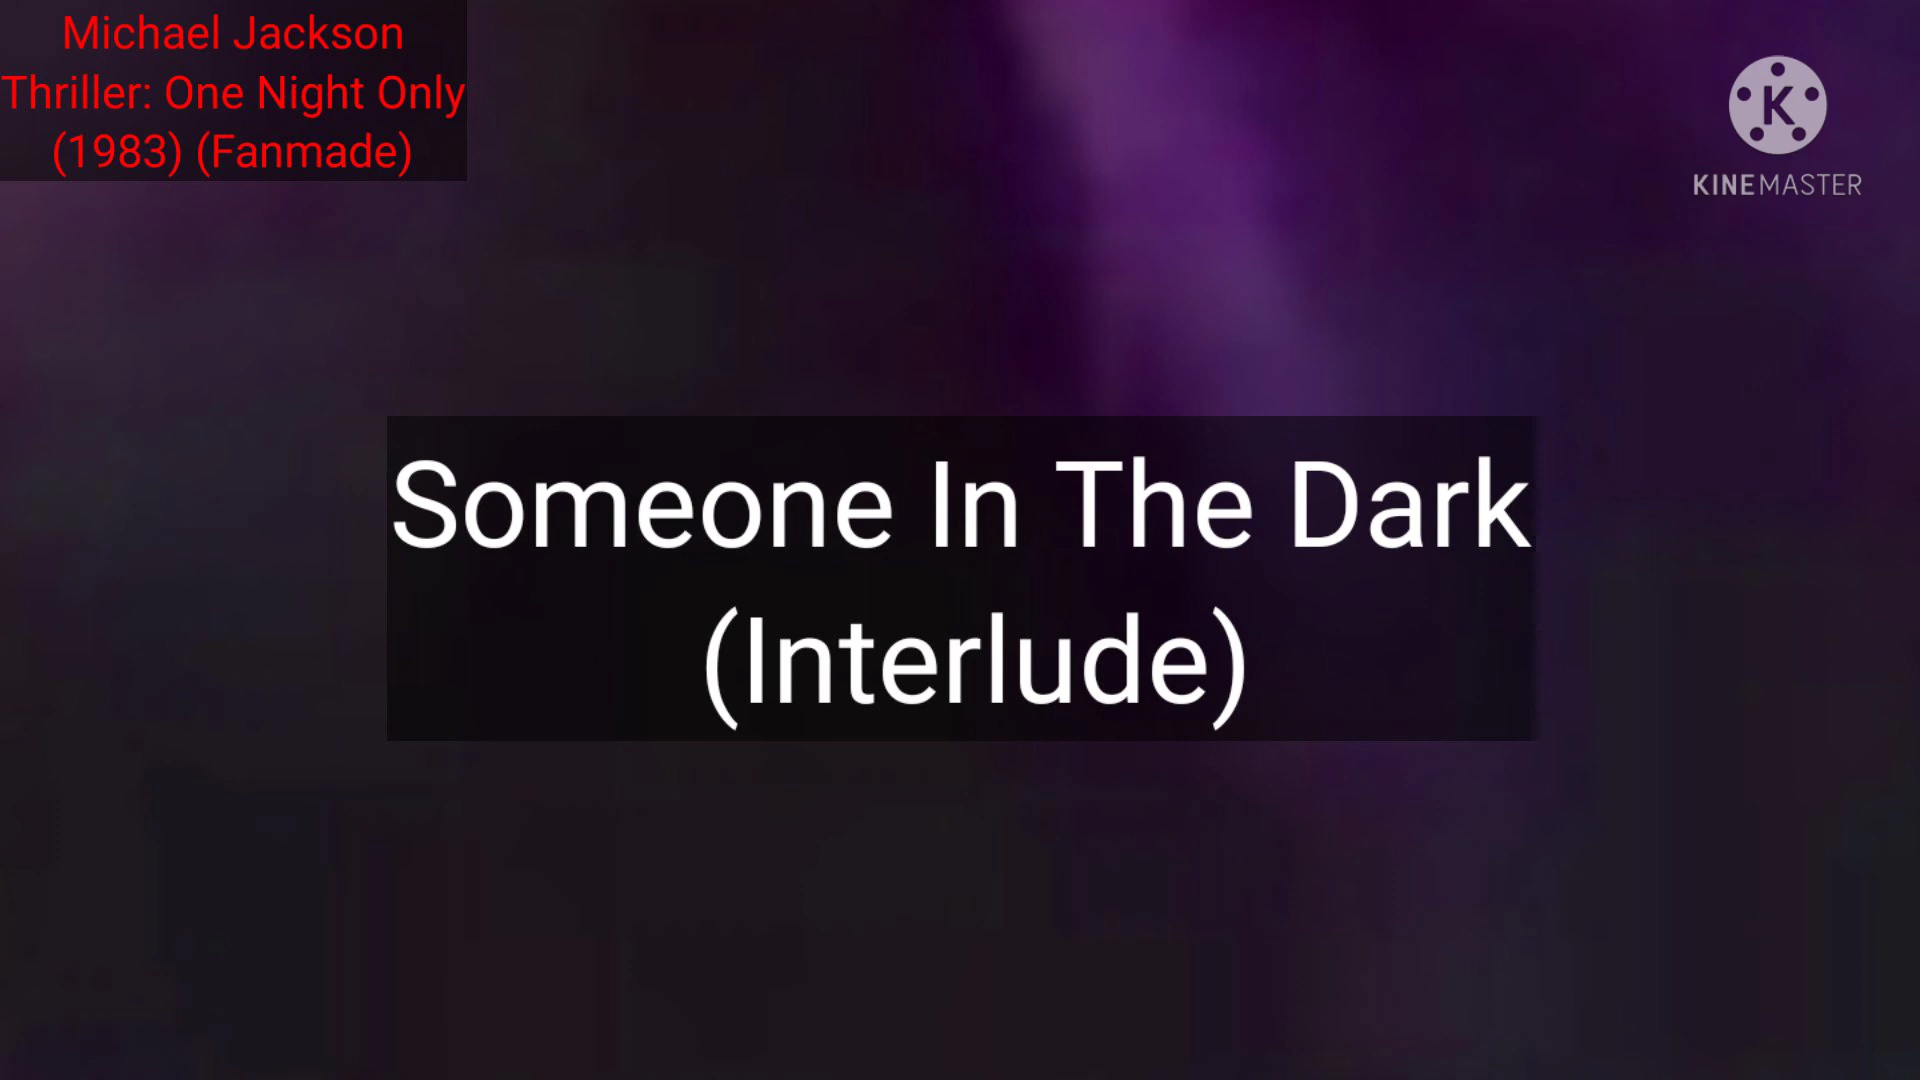 Michael Jackson
Thriller: One Night Only
(1983) (Fanmade)
K
KINEMASTER
Someone In The Dark
(Interlude)